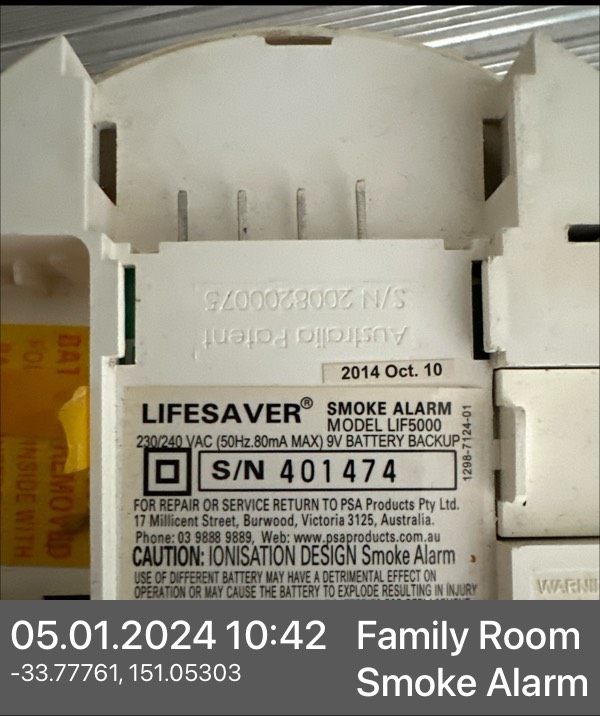 S/N 2008200075
Australia Patent
2014 Oct. 10
LIFESAVER® SMOKE ALARM
MODEL LIF5000
230/240 VAC (50Hz.80mA MAX) 9V BATTERY BACKUP
S/N 401474
1298-7124-01
FOR REPAIR OR SERVICE RETURN TO PSA Products Pty Ltd.
17 Millicent Street, Burwood, Victoria 3125, Australia.
Phone: 03 9888 9889, Web: www.psaproducts.com.au
CAUTION: IONISATION DESIGN Smoke Alarm
USE OF DIFFERENT BATTERY MAY HAVE A DETRIMENTAL EFFECT ON
OPERATION OR MAY CAUSE THE BATTERY TO EXPLODE RESULTING IN INJURY
REMOVED
INSIDE WITH
05.01.2024 10:42
-33.77761, 151.05303
Family Room
Smoke Alarm